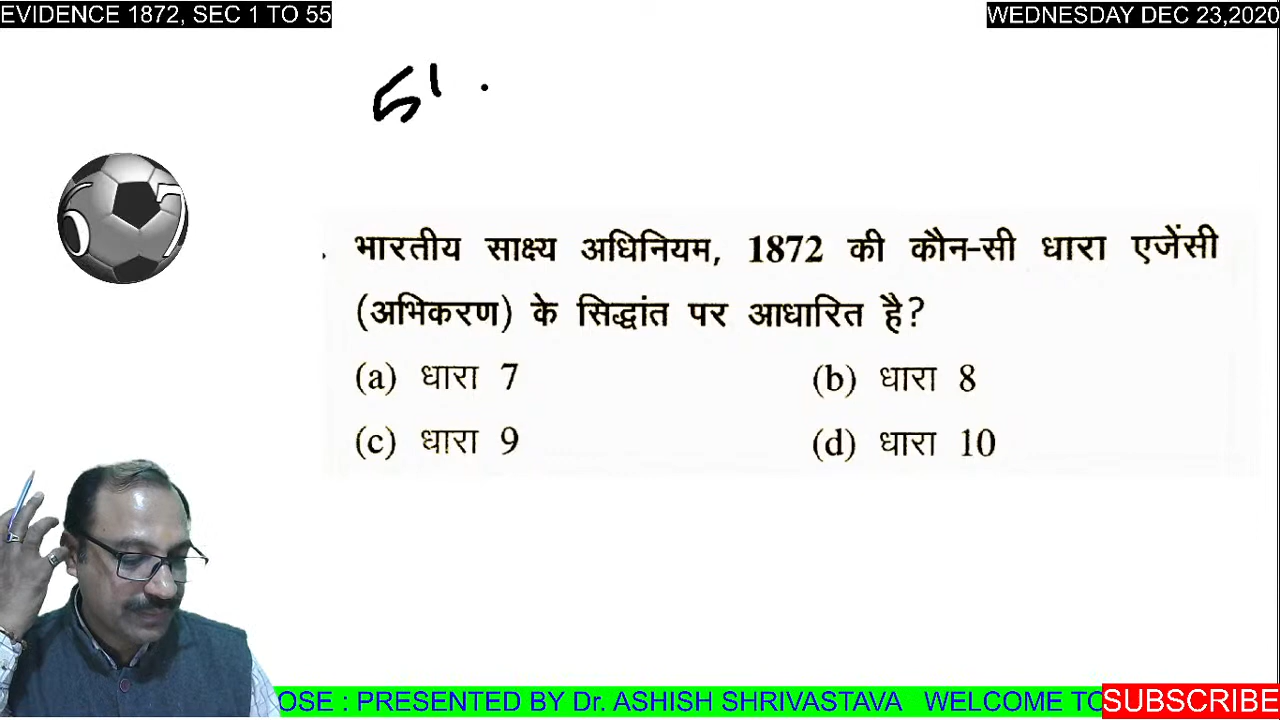 EVIDENCE 1872, SEC 1 TO 55
WEDNESDAY DEC 23,2020
51.
भारतीय साक्ष्य अधिनियम, 1872 की कौन-सी धारा एजेंसी
(अभिकरण) के सिद्धांत पर आधारित है?
(a) धारा 7
(b) धारा 8
(c) धारा 9
(d) धारा 10
OSE : PRESENTED BY Dr. ASHISH SHRIVASTAVA WELCOME TO
SUBSCRIBE